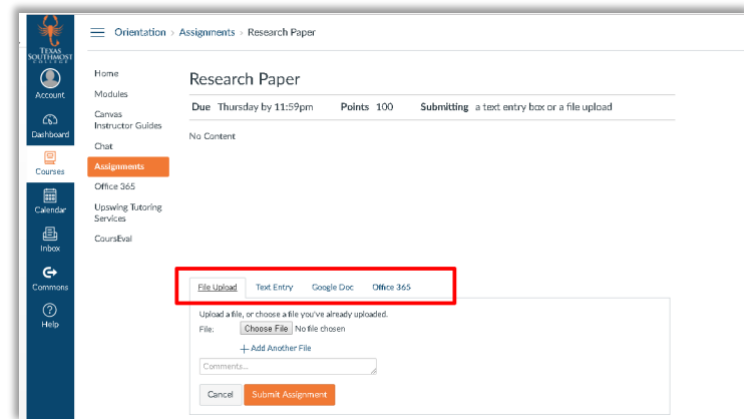 TEXAS
SOUTHMOST
COLLEGE
Account
Dashboard
Courses
Calendar
Inbox
Commons
Help
Orientation > Assignments > Research Paper
Home
Modules
Canvas
Instructor Guides
Chat
Assignments
Office 365
Upswing Tutoring
Services
CoursEval
Research Paper
Due Thursday by 11:59pm Points 100 Submitting a text entry box or a file upload
No Content
File Upload Text Entry Google Doc Office 365
Upload a file, or choose a file you've already uploaded.
File: Choose File No file chosen
+ Add Another File
Comments...
Cancel Submit Assignment